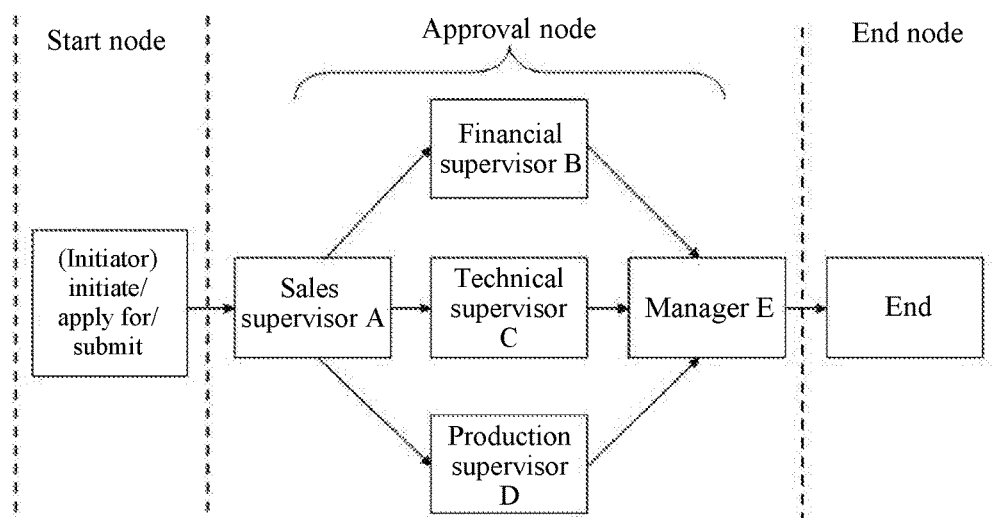 Start node
Approval node
End node
(Initiator)
initiate/
apply for/
submit
Sales
supervisor A
Financial
supervisor B
Technical
supervisor
C
Production
supervisor
D
Manager E
End